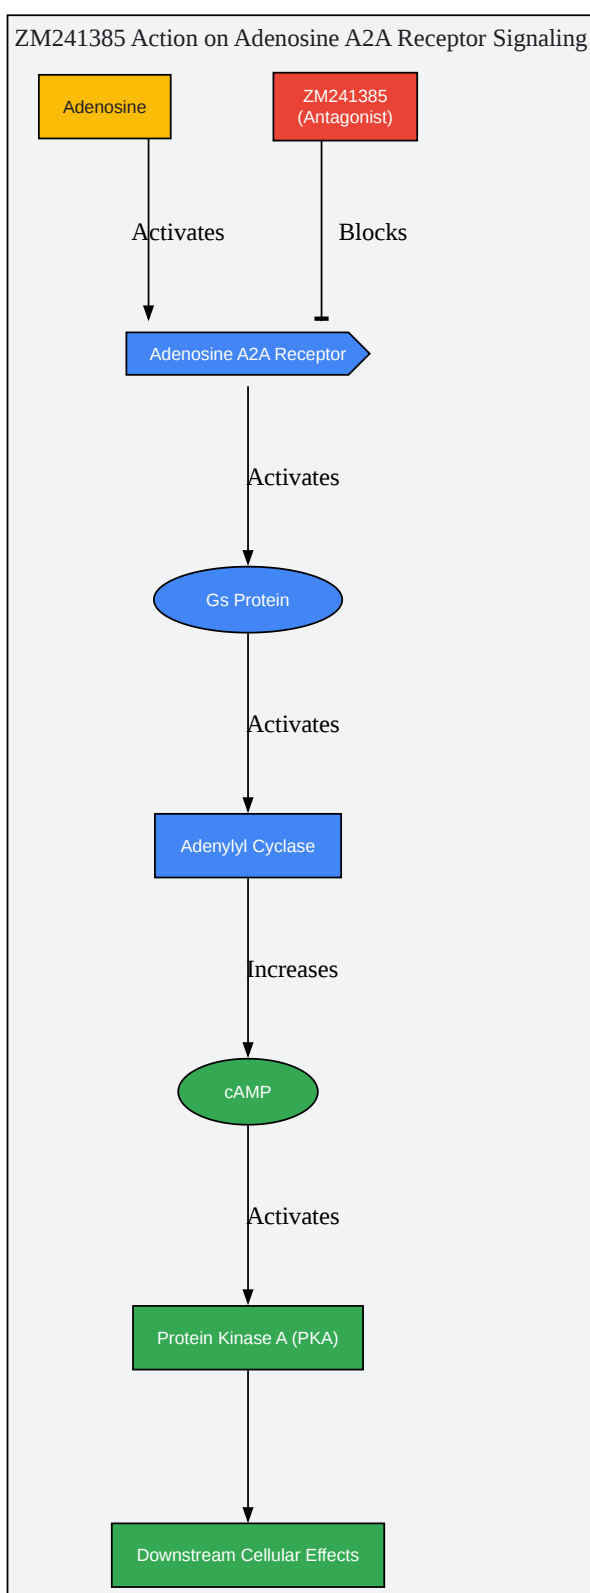 ZM241385 Action on Adenosine A2A Receptor Signaling
Adenosine
ZM241385
(Antagonist)
Activates
Blocks
Adenosine A2A Receptor
Activates
Gs Protein
Activates
Adenylyl Cyclase
Increases
cAMP
Activates
Protein Kinase A (PKA)
Downstream Cellular Effects